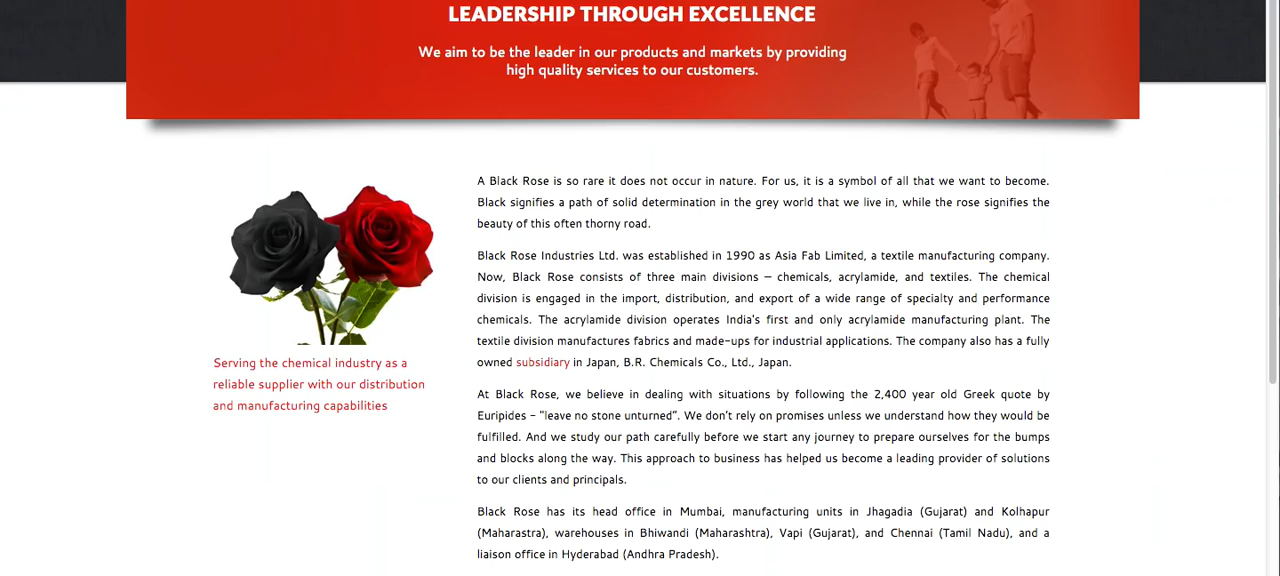 LEADERSHIP THROUGH EXCELLENCE
We aim to be the leader in our products and markets by providing
high quality services to our customers.
A Black Rose is so rare it does not occur in nature. For us, it is a symbol of all that we want to become.
Black signifies a path of solid determination in the grey world that we live in, while the rose signifies the
beauty of this often thorny road.
Black Rose Industries Ltd. was established in 1990 as Asia Fab Limited, a textile manufacturing company.
Now, Black Rose consists of three main divisions – chemicals, acrylamide, and textiles. The chemical
division is engaged in the import, distribution, and export of a wide range of specialty and performance
chemicals. The acrylamide division operates India's first and only acrylamide manufacturing plant. The
textile division manufactures fabrics and made-ups for industrial applications. The company also has a fully
owned subsidiary in Japan, B.R. Chemicals Co., Ltd., Japan.
At Black Rose, we believe in dealing with situations by following the 2,400 year old Greek quote by
Euripides – "leave no stone unturned”. We don’t rely on promises unless we understand how they would be
fulfilled. And we study our path carefully before we start any journey to prepare ourselves for the bumps
and blocks along the way. This approach to business has helped us become a leading provider of solutions
to our clients and principals.
Black Rose has its head office in Mumbai, manufacturing units in Jhagadia (Gujarat) and Kolhapur
(Maharastra), warehouses in Bhiwandi (Maharashtra), Vapi (Gujarat), and Chennai (Tamil Nadu), and a
liaison office in Hyderabad (Andhra Pradesh).
Serving the chemical industry as a
reliable supplier with our distribution
and manufacturing capabilities